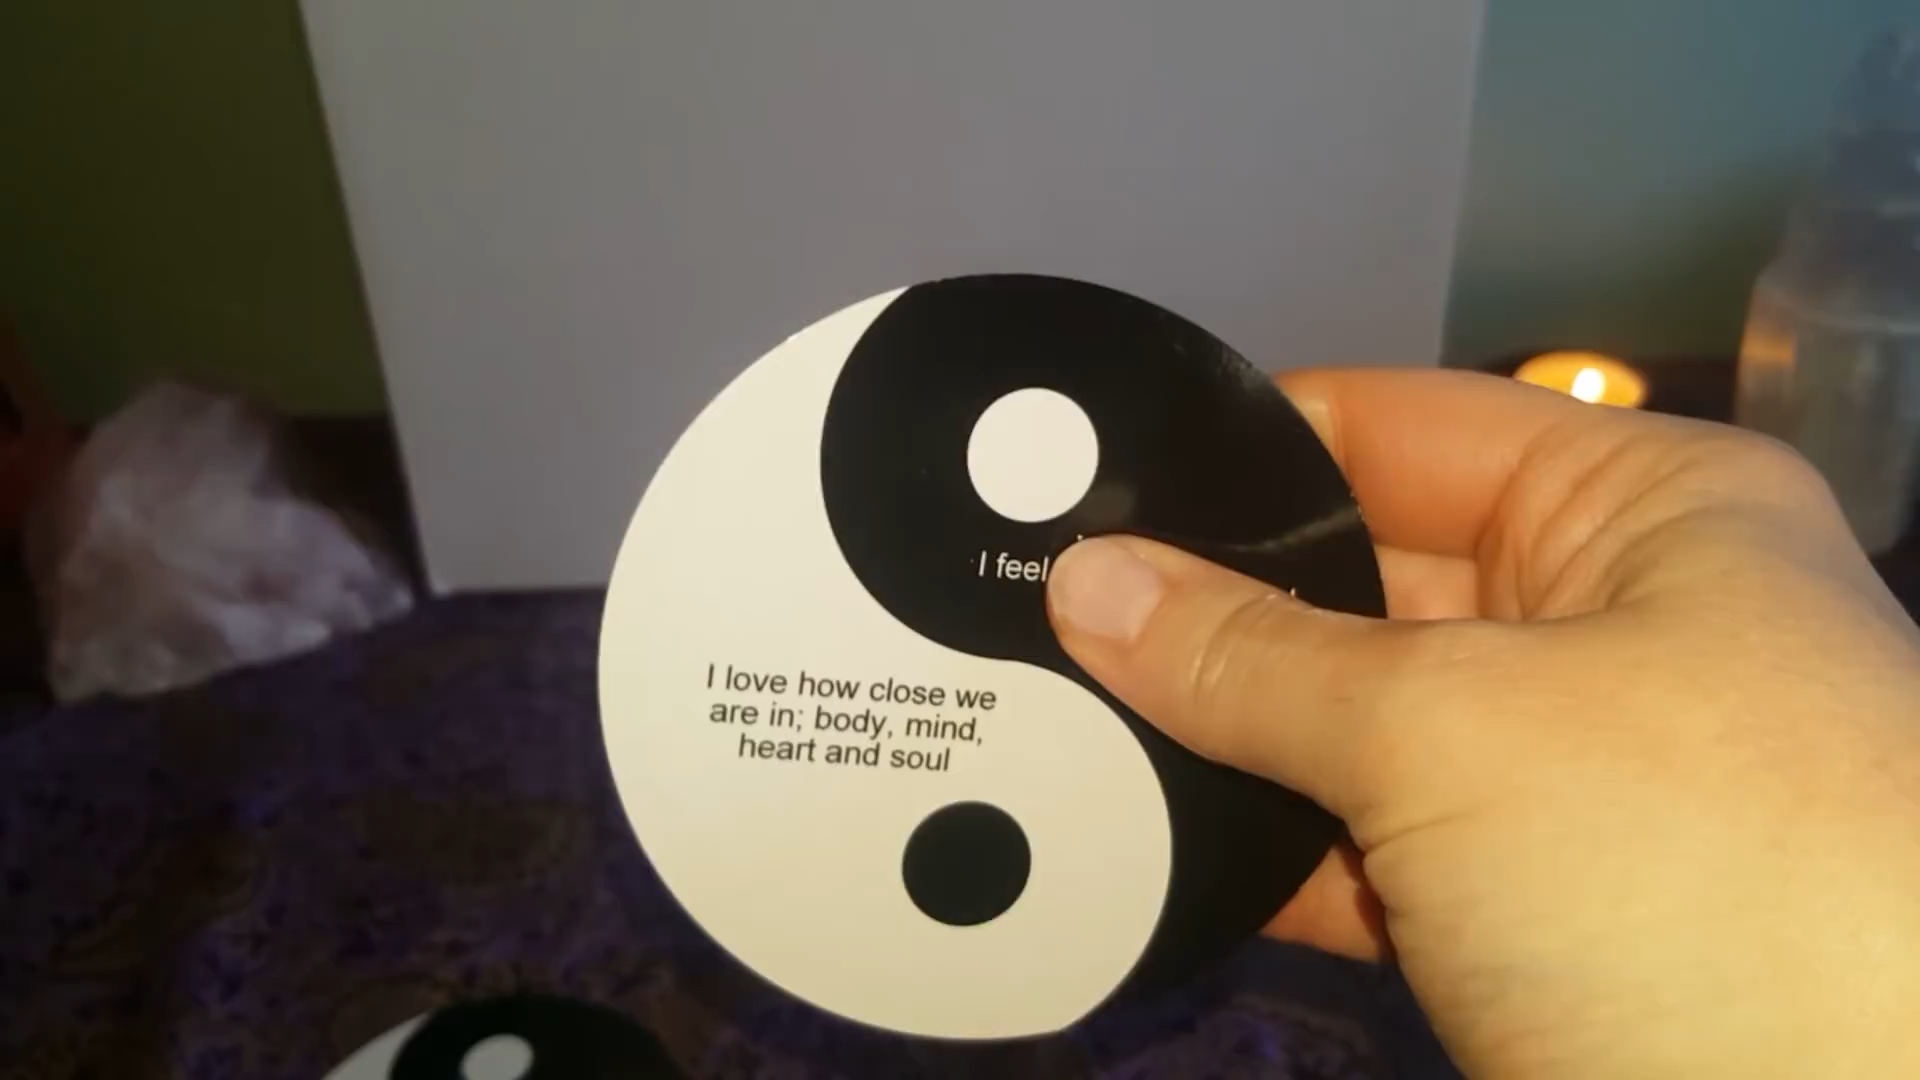 I feel
I love how close we
are in; body, mind,
heart and soul